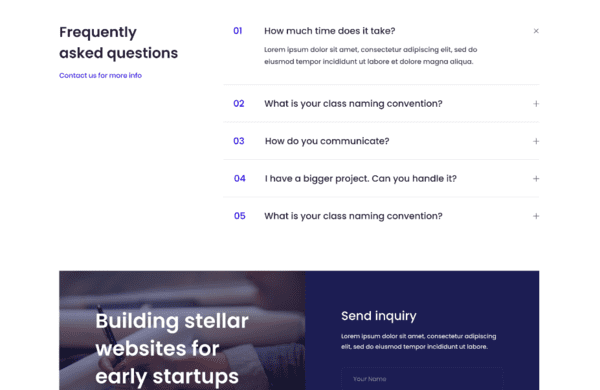 Frequently
asked questions
Contact us for more info
01 How much time does it take?
Lorem ipsum dolor sit amet, consectetur adipiscing elit, sed do
eiusmod tempor incididunt ut labore et dolore magna aliqua.
02 What is your class naming convention?
03 How do you communicate?
04 I have a bigger project. Can you handle it?
05 What is your class naming convention?
Building stellar
websites for
early startups
Send inquiry
Lorem ipsum dolor sit amet, consectetur adipiscing
elit, sed do eiusmod tempor incididunt ut labore.
Your Name